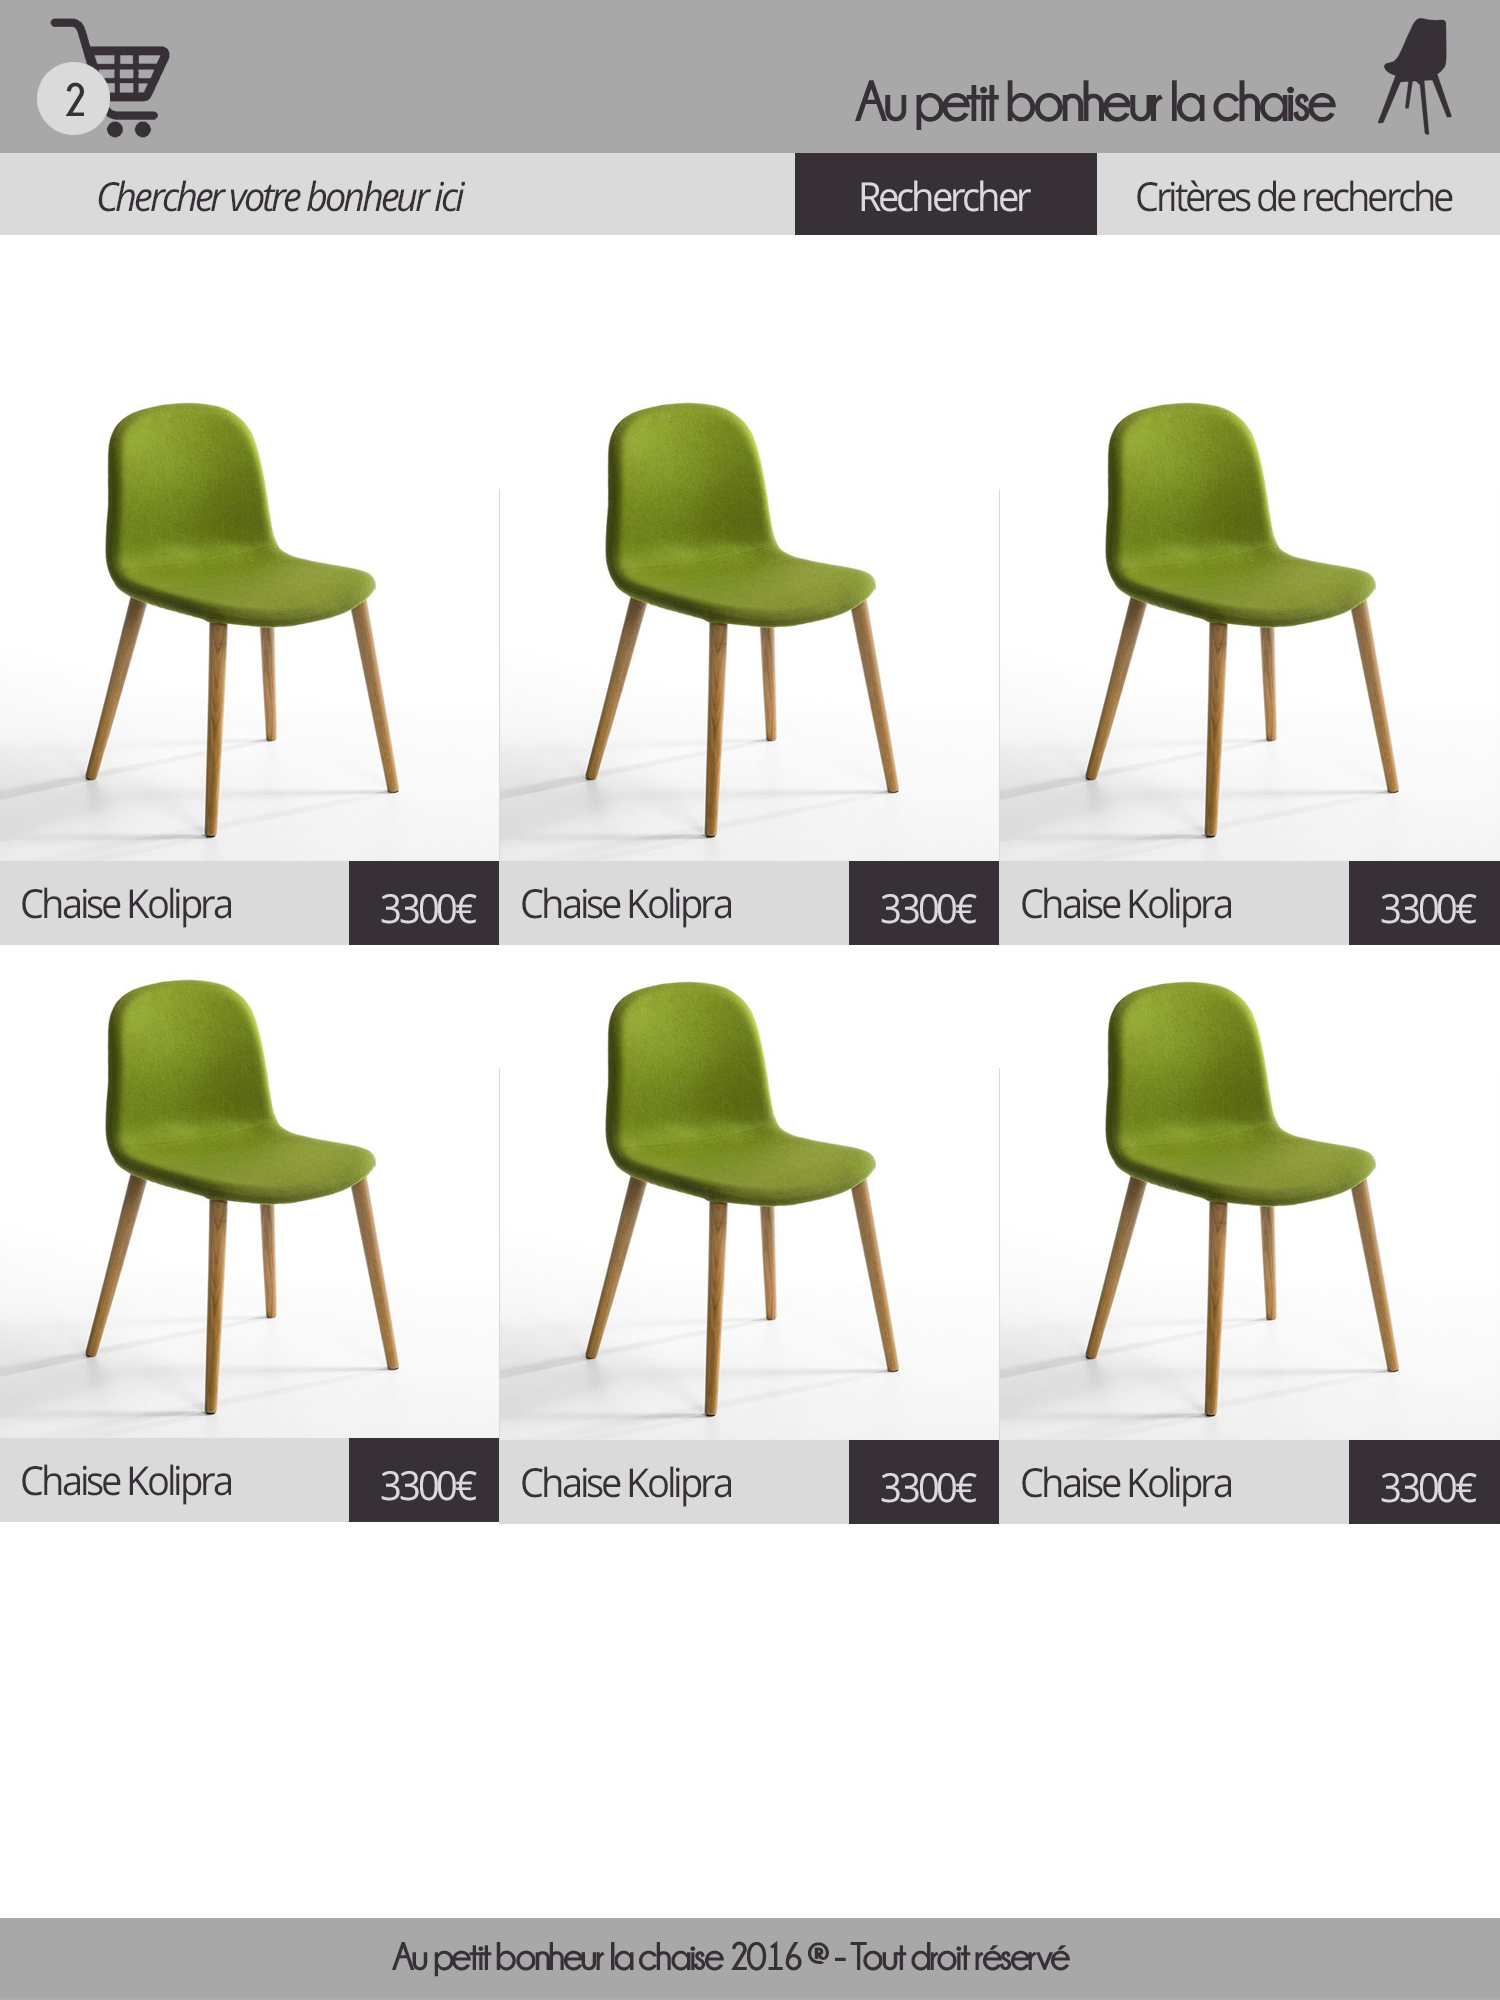 2
Au petit bonheur la chaise
Chercher votre bonheur ici
Rechercher
Critères de recherche
Chaise Kolipra
3300€
Chaise Kolipra
3300€
Chaise Kolipra
3300€
Chaise Kolipra
3300€
Chaise Kolipra
3300€
Chaise Kolipra
3300€
Au petit bonheur la chaise 2016 ® - Tout droit réservé